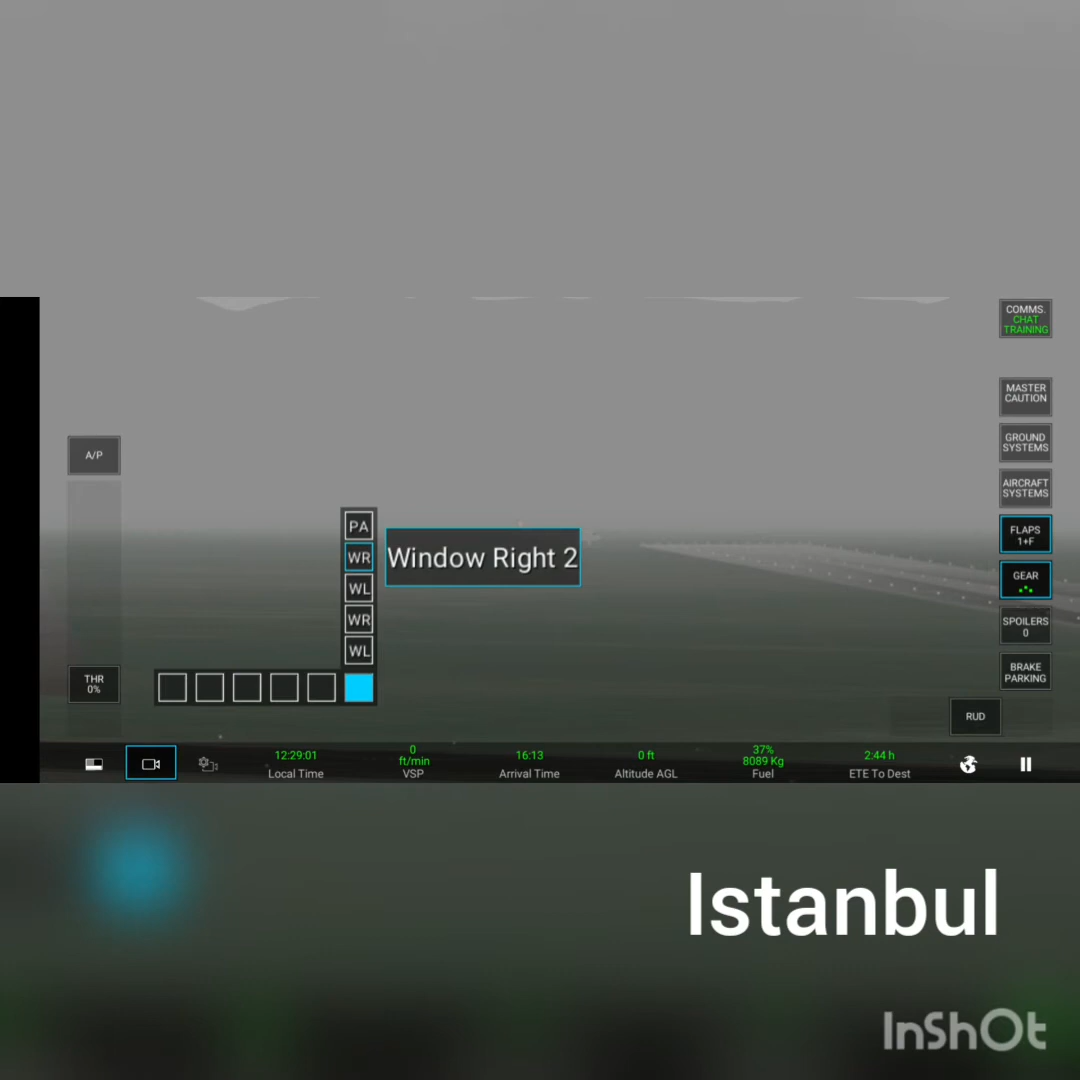 COMMS.
CHAT
TRAINING
MASTER
CAUTION
GROUND
SYSTEMS
A/P
AIRCRAFT
SYSTEMS
FLAPS
1+F
PA
WR
Window Right 2
WL
WR
WL
GEAR
SPOILERS
0
BRAKE
PARKING
THR
0%
RUD
12:29:01
Local Time
0
ft/min
VSP
16:13
Arrival Time
0 ft
Altitude AGL
37%
8089 Kg
Fuel
2:44 h
ETE To Dest
Istanbul
InShOt